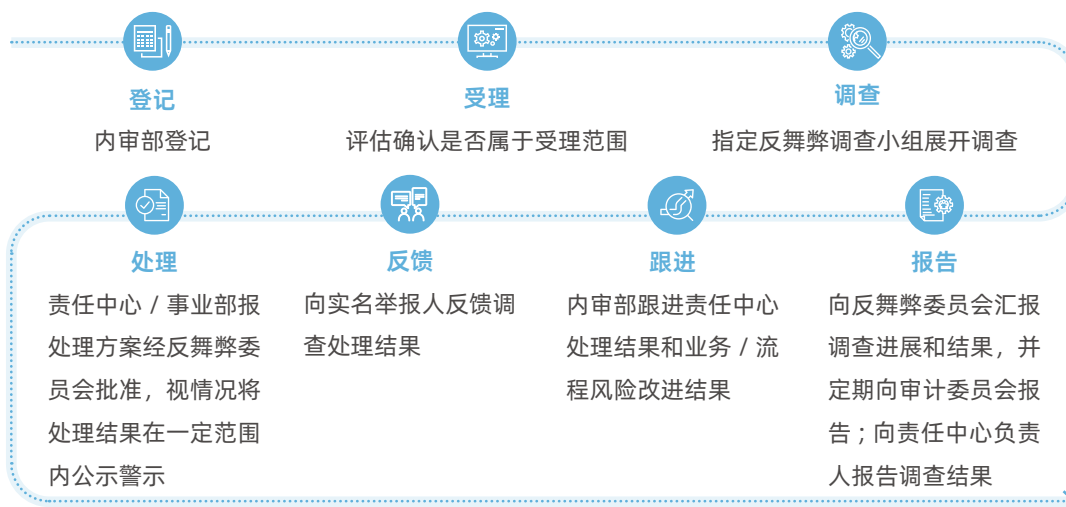 登记
受理
调查
内审部登记
评估确认是否属于受理范围
指定反舞弊调查小组展开调查
处理
反馈
跟进
报告
责任中心 / 事业部报
处理方案经反舞弊委
员会批准，视情况将
处理结果在一定范围
内公示警示
向实名举报人反馈调
查处理结果
内审部跟进责任中心
处理结果和业务 / 流
程风险改进结果
向反舞弊委员会汇报
调查进展和结果，并
定期向审计委员会报
告；向责任中心负责
人报告调查结果